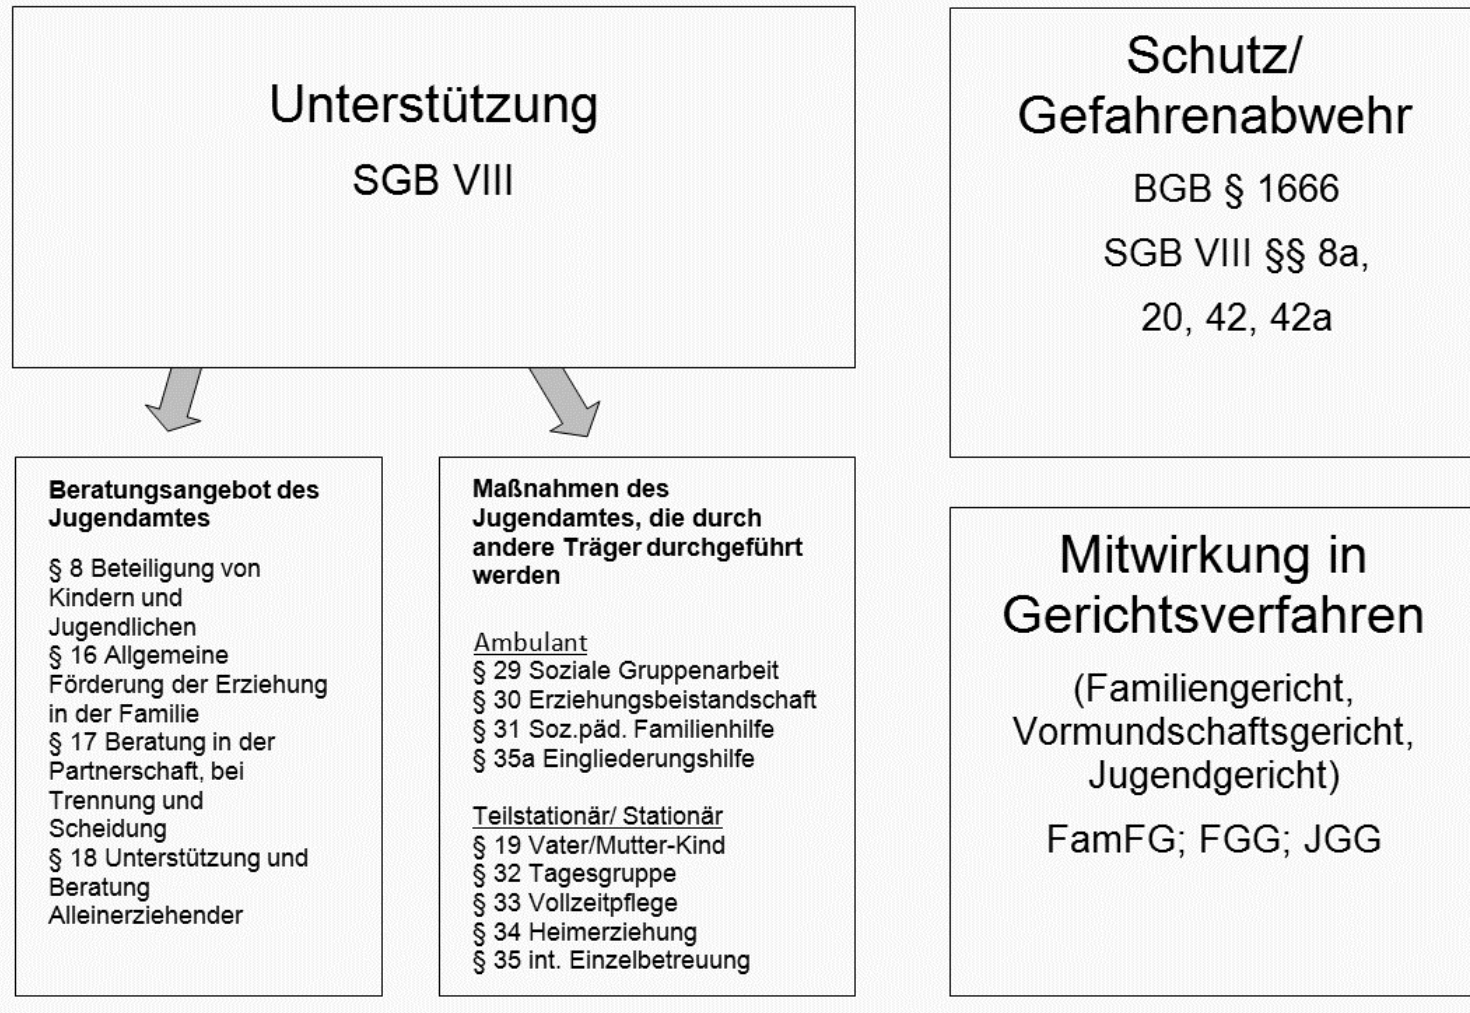 Unterstützung
SGB VIII
Beratungsangebot des
Jugendamtes
§ 8 Beteiligung von
Kindern und
Jugendlichen
§ 16 Allgemeine
Förderung der Erziehung
in der Familie
§ 17 Beratung in der
Partnerschaft, bei
Trennung und
Scheidung
§ 18 Unterstützung und
Beratung
Alleinerziehender
Maßnahmen des
Jugendamtes, die durch
andere Träger durchgeführt
werden
Ambulant
§ 29 Soziale Gruppenarbeit
§ 30 Erziehungsbeistandschaft
§ 31 Soz.päd. Familienhilfe
§ 35a Eingliederungshilfe
Teilstationär/ Stationär
§ 19 Vater/Mutter-Kind
§ 32 Tagesgruppe
§ 33 Vollzeitpflege
§ 34 Heimerziehung
§ 35 int. Einzelbetreuung
Schutz/
Gefahrenabwehr
BGB § 1666
SGB VIII §§ 8a,
20, 42, 42a
Mitwirkung in
Gerichtsverfahren
(Familiengericht,
Vormundschaftsgericht,
Jugendgericht)
FamFG; FGG; JGG